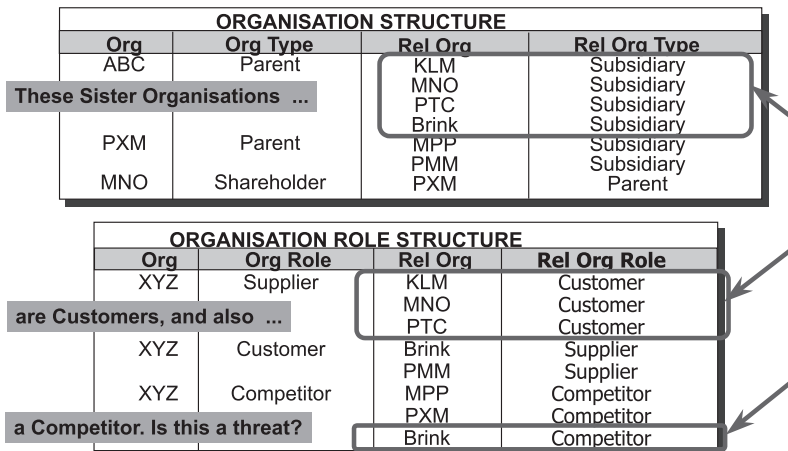 ORGANISATION STRUCTURE
Org Org Type Rel Org Rel Org Type
ABC Parent KLM Subsidiary
These Sister Organisations ... MNO Subsidiary
PTC Subsidiary
Brink Subsidiary
PXM Parent MPP Subsidiary
PMM Subsidiary
MNO Shareholder PXM Parent
ORGANISATION ROLE STRUCTURE
Org Org Role Rel Org Rel Org Role
XYZ Supplier KLM Customer
MNO Customer
are Customers, and also ... PTC Customer
XYZ Customer Brink Supplier
PMM Supplier
XYZ Competitor MPP Competitor
PXM Competitor
a Competitor. Is this a threat? Brink Competitor